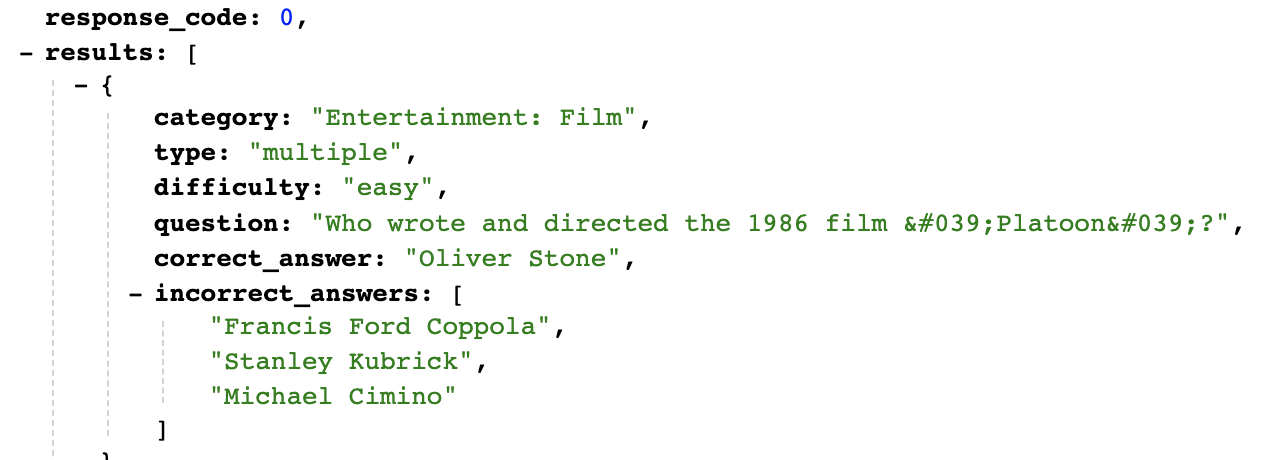 response_code: 0,
- results: [
- {
category: "Entertainment: Film",
type: "multiple",
difficulty: "easy",
question: "Who wrote and directed the 1986 film &#039;Platoon&#039;?",
correct_answer: "Oliver Stone",
- incorrect_answers: [
"Francis Ford Coppola",
"Stanley Kubrick",
"Michael Cimino"
]
}